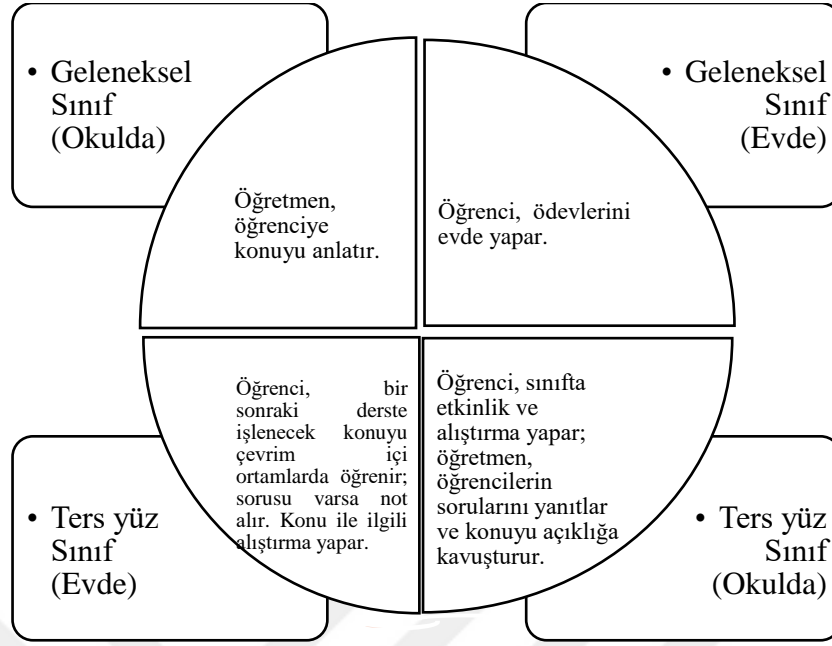 • Geleneksel
Sınıf
(Okulda)
• Geleneksel
Sınıf
(Evde)
Öğretmen,
öğrenciye
konuyu anlatır.
Öğrenci, ödevlerini
evde yapar.
Öğrenci, bir
sonraki derste
işlenecek konuyu
çevrim içi
ortamlarda öğrenir;
sorusu varsa not
alır. Konu ile ilgili
alıştırma yapar.
Öğrenci, sınıfta
etkinlik ve
alıştırma yapar;
öğretmen,
öğrencilerin
sorularını yanıtlar
ve konuyu açıklığa
kavuşturur.
• Ters yüz
Sınıf
(Evde)
• Ters yüz
Sınıf
(Okulda)